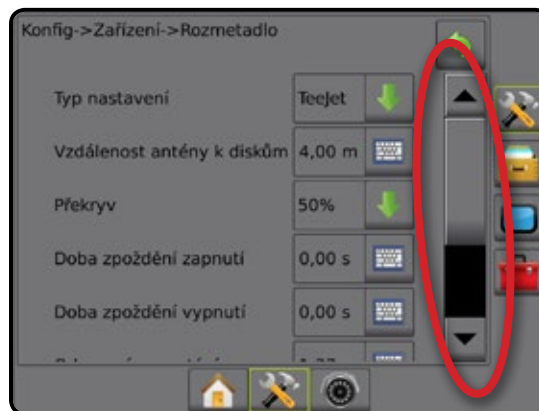 Konfig->Zařízení->Rozmetadlo
Typ nastavení TeeJet
Vzdálenost antény k diskům 4,00 m
Překryv 50%
Doba zpoždění zapnutí 0,00 s
Doba zpoždění vypnutí 0,00 s